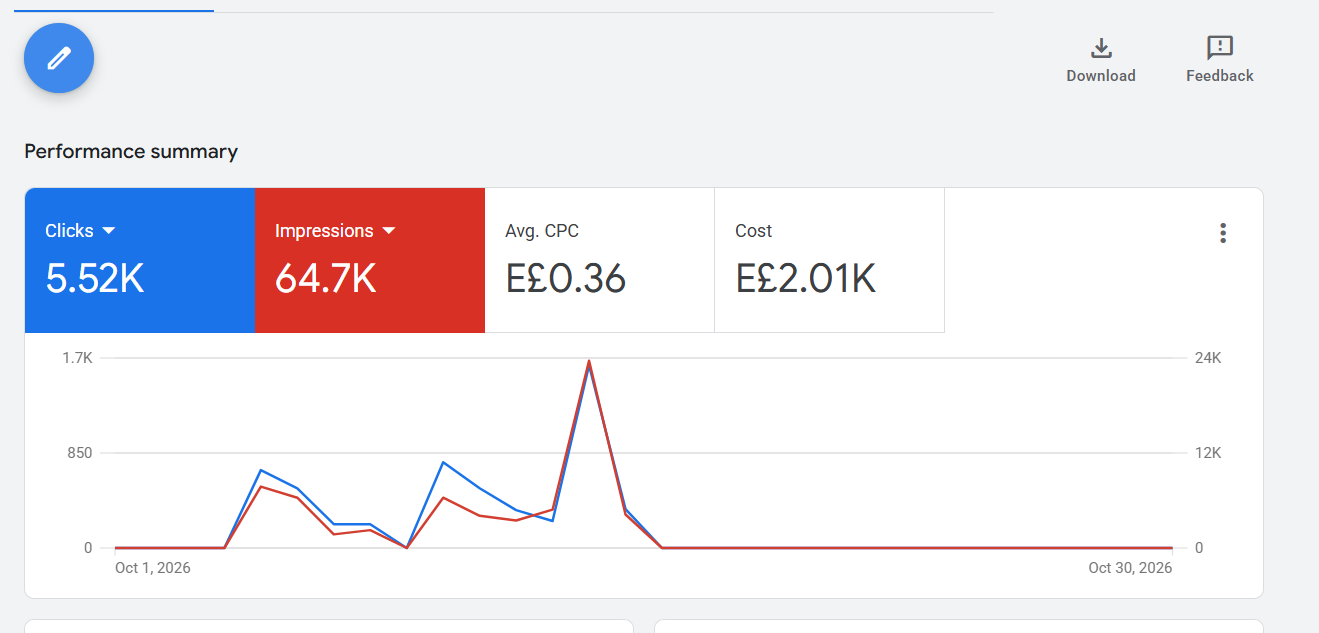 Download
Feedback
Performance summary
Clicks
5.52K
Impressions
64.7K
Avg. CPC
E£0.36
Cost
E£2.01K
1.7K
24K
850
12K
0
0
Oct 1, 2026
Oct 30, 2026